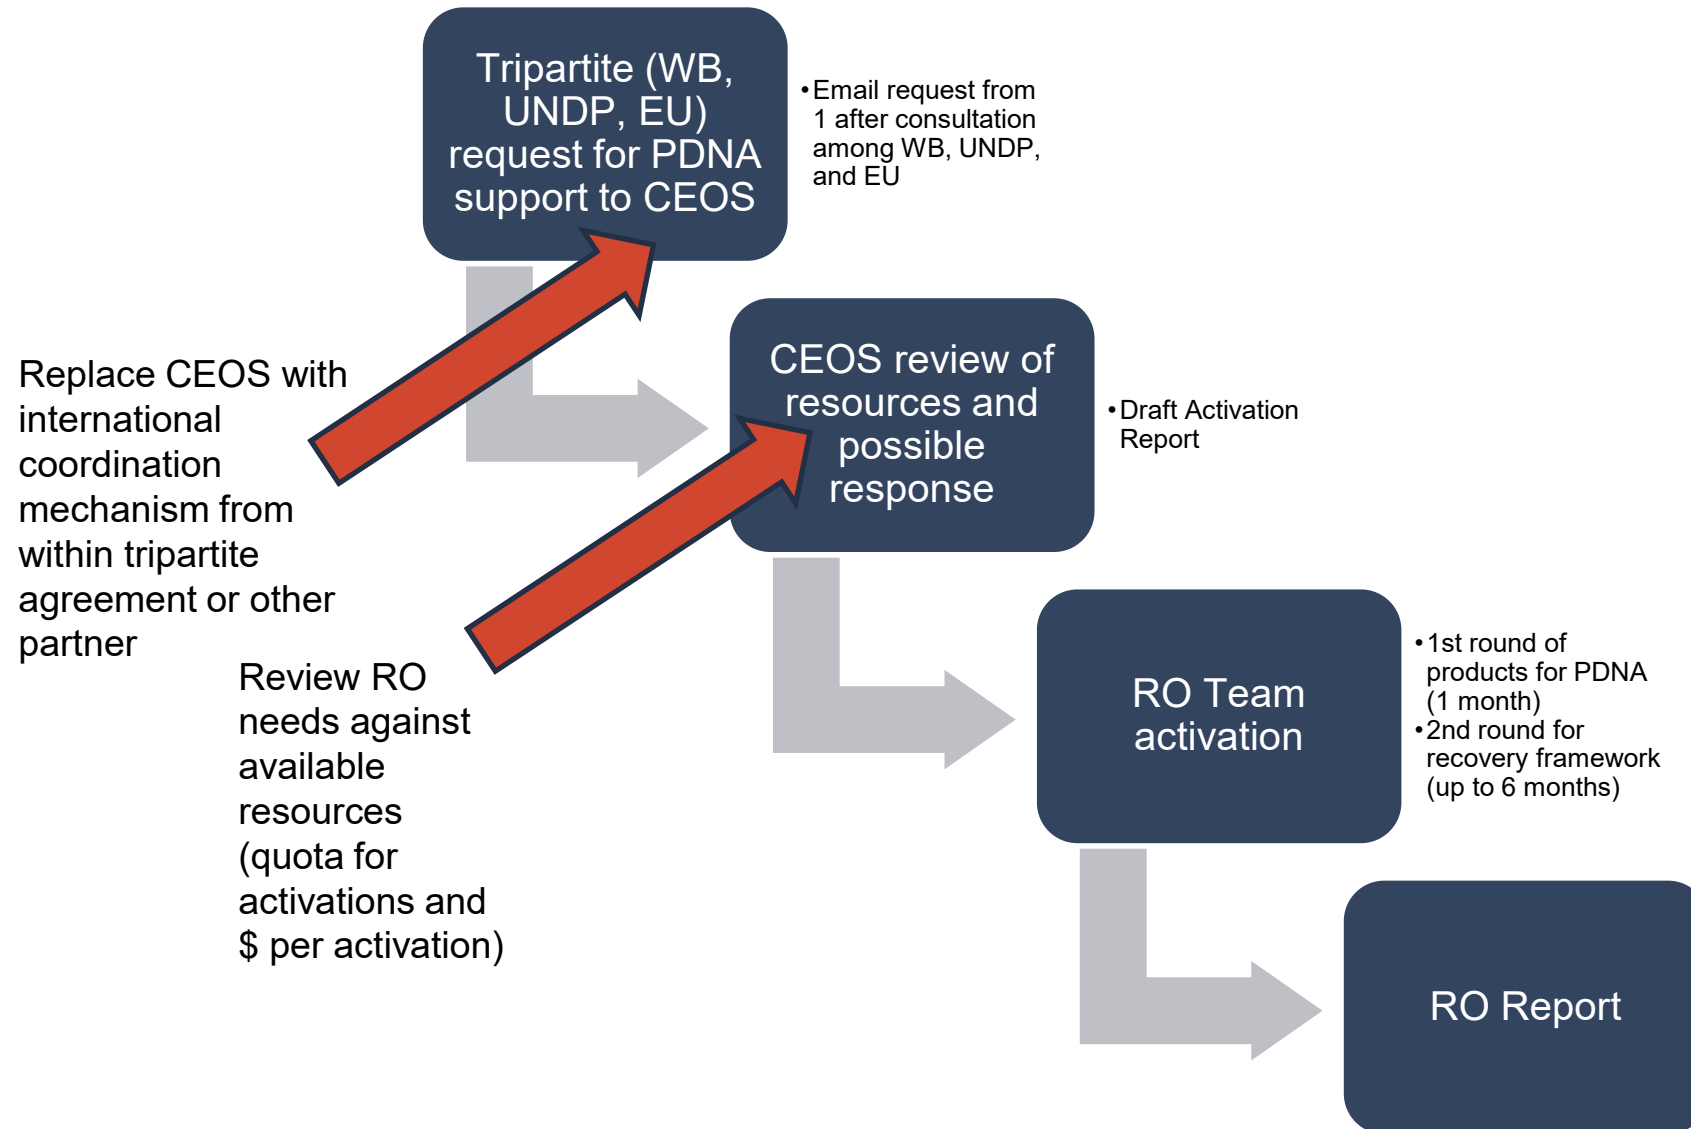 Tripartite (WB,
UNDP, EU)
request for PDNA
support to CEOS
•Email request from
1 after consultation
among WB, UNDP,
and EU
Replace CEOS with
international
coordination
mechanism from
within tripartite
agreement or other
partner
CEOS review of
resources and
possible
response
•Draft Activation
Report
Review RO
needs against
available
resources
(quota for
activations and
$ per activation)
RO Team
activation
•1st round of
products for PDNA
(1 month)
•2nd round for
recovery framework
(up to 6 months)
RO Report